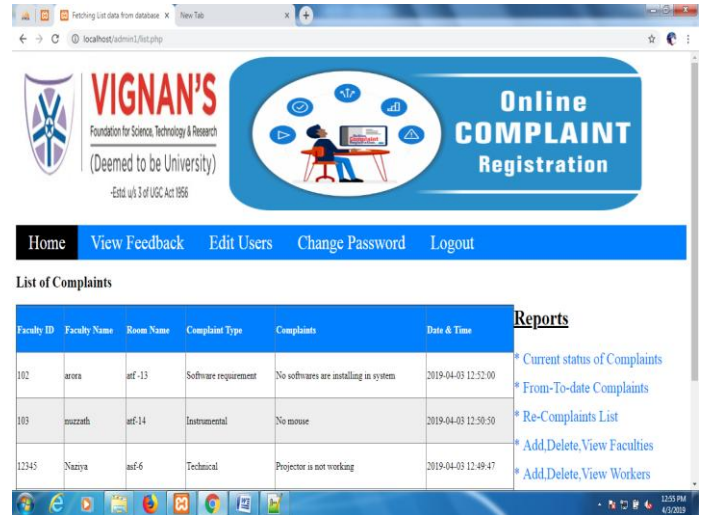 Fetching List data from database X
New Tab x
localhost/admin1/list.php
VIGNAN'S
Foundation for Science, Technology & Research
(Deemed to be University)
-Estd. u/s 3 of UGC Act 1956
Online
COMPLAINT
Registration
Home View Feedback Edit Users Change Password Logout
List of Complaints
Faculty ID Faculty Name Room Name Complaint Type Complaints Date & Time
102 arora atf -13 Software requirement No softwares are installing in system 2019-04-03 12:52:00
103 nuzzath atf-14 Instrumental No mouse 2019-04-03 12:50:50
12345 Naziya asf-6 Technical Projector is not working 2019-04-03 12:49:47
Reports
* Current status of Complaints
* From-To-date Complaints
* Re-Complaints List
* Add,Delete,View Faculties
* Add,Delete,View Workers
12:55 PM
4/3/2019